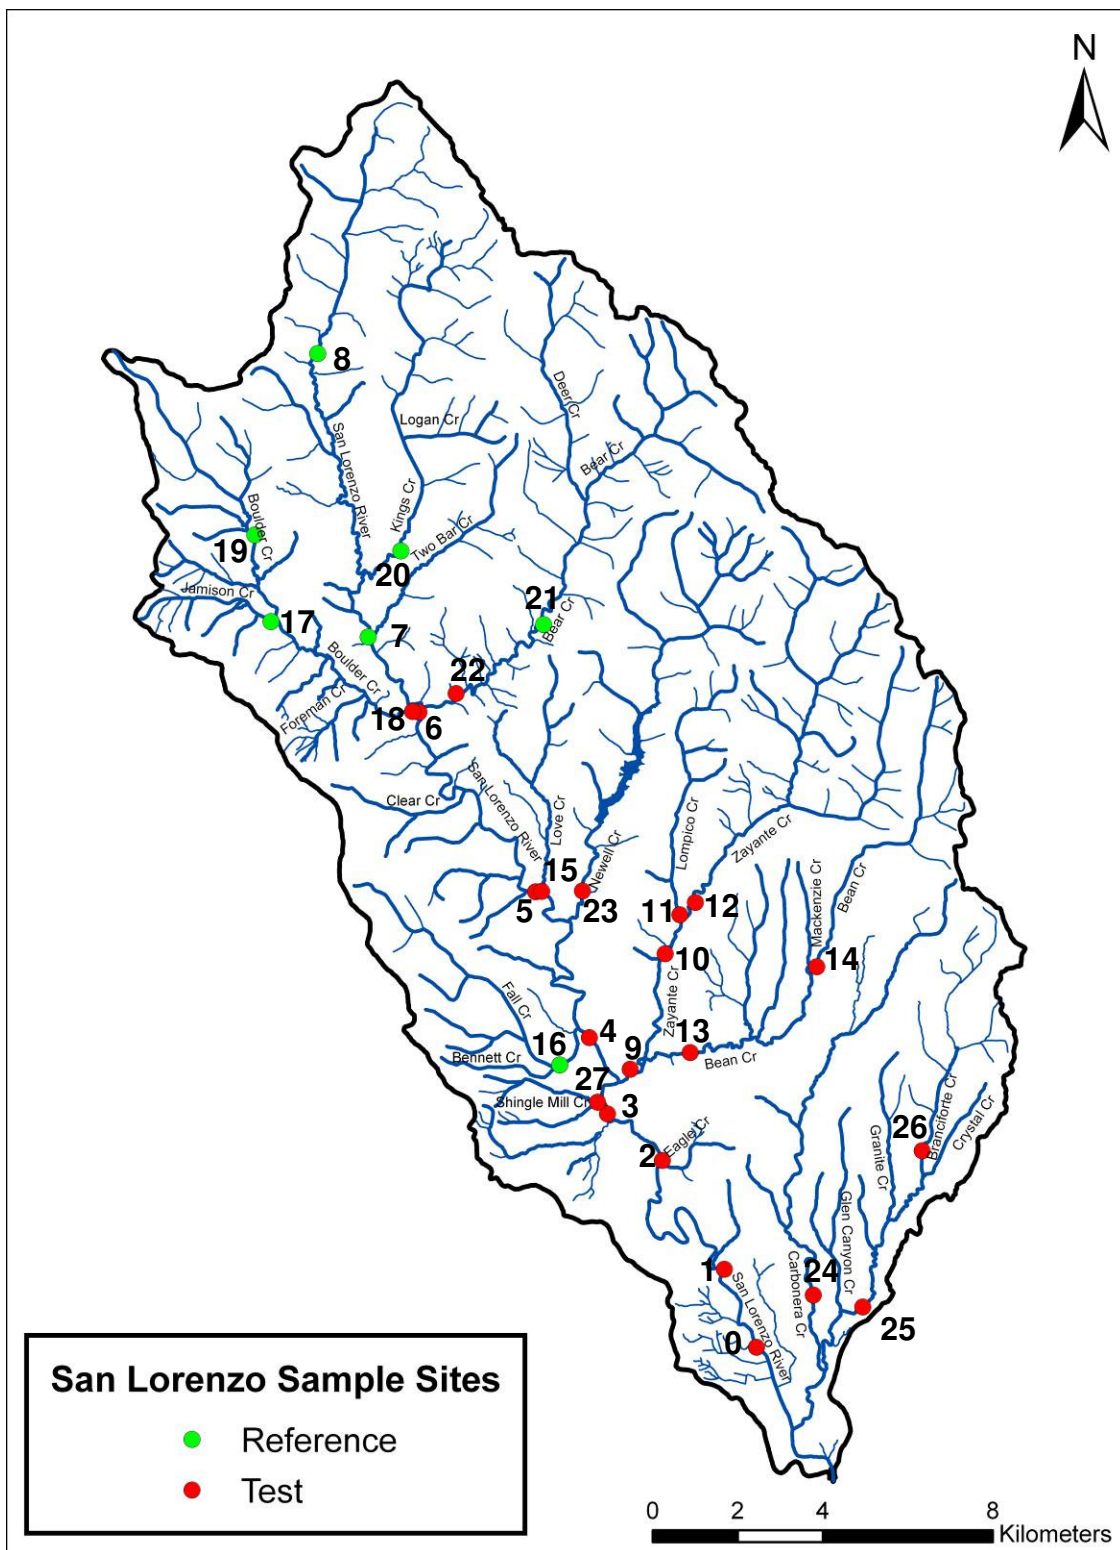 N
8
Deer Cr
Logan Cr
San Lorenzo River
Bear Cr
Kings Cr
Boulder Cr
Two Bar Cr
19
20
Jamison Cr
21
17
Bear Cr
7
Boulder Cr
22
Foreman Cr
18
6
San Lorenzo River
Clear Cr
Love Cr
Lompico Cr
Zayante Cr
Newell Cr
Mackenzie Cr
Bean Cr
15
5
23
11
12
10
14
Fall Cr
Zayante Cr
4
13
16
9
Bennett Cr
Bean Cr
27
Shingle Mill Cr
3
Eagle Cr
2
26
Branciforte Cr
Crystal Cr
Granite Cr
Glen Canyon Cr
1
24
Carbonera Cr
San Lorenzo River
25
0
San Lorenzo Sample Sites
Reference
Test
0 2 4 8
Kilometers